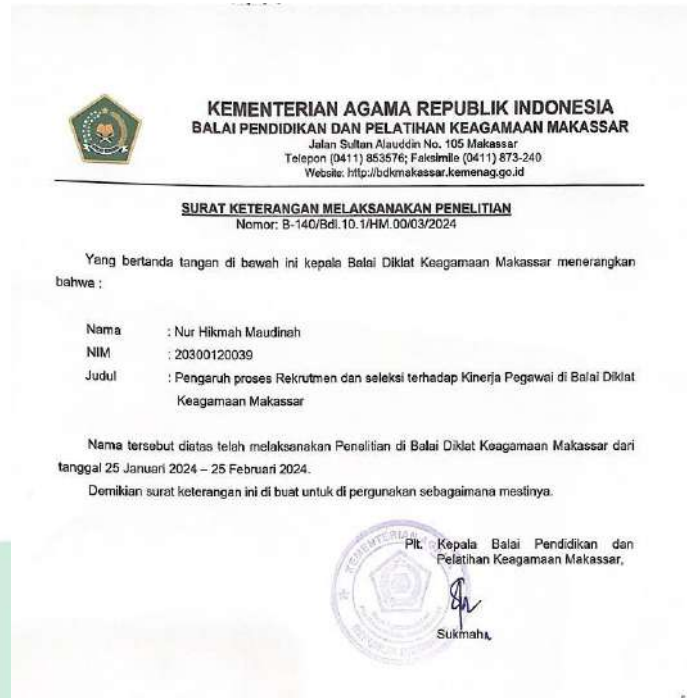 KEMENTERIAN AGAMA REPUBLIK INDONESIA
BALAI PENDIDIKAN DAN PELATIHAN KEAGAMAAN MAKASSAR
Jalan Sultan Alauddin No. 105 Makassar
Telepon (0411) 853576; Faksimile (0411) 873-240
Website: http://bdkmakassar.kemenag.go.id
SURAT KETERANGAN MELAKSANAKAN PENELITIAN
Nomor: B-140/Bdl.10.1/HM.00/03/2024
Yang bertanda tangan di bawah ini kepala Balai Diklat Keagamaan Makassar menerangkan
bahwa :
Nama : Nur Hikmah Maudinah
NIM : 20300120039
Judul : Pengaruh proses Rekrutmen dan seleksi terhadap Kinerja Pegawai di Balai Diklat
Keagamaan Makassar
Nama tersebut diatas telah melaksanakan Penelitian di Balai Diklat Keagamaan Makassar dari
tanggal 25 Januari 2024 – 25 Februari 2024.
Demikian surat keterangan ini di buat untuk di pergunakan sebagaimana mestinya.
Plt. Kepala Balai Pendidikan dan
Pelatihan Keagamaan Makassar,
Sukmah
KEMENTERIAN AGAMA